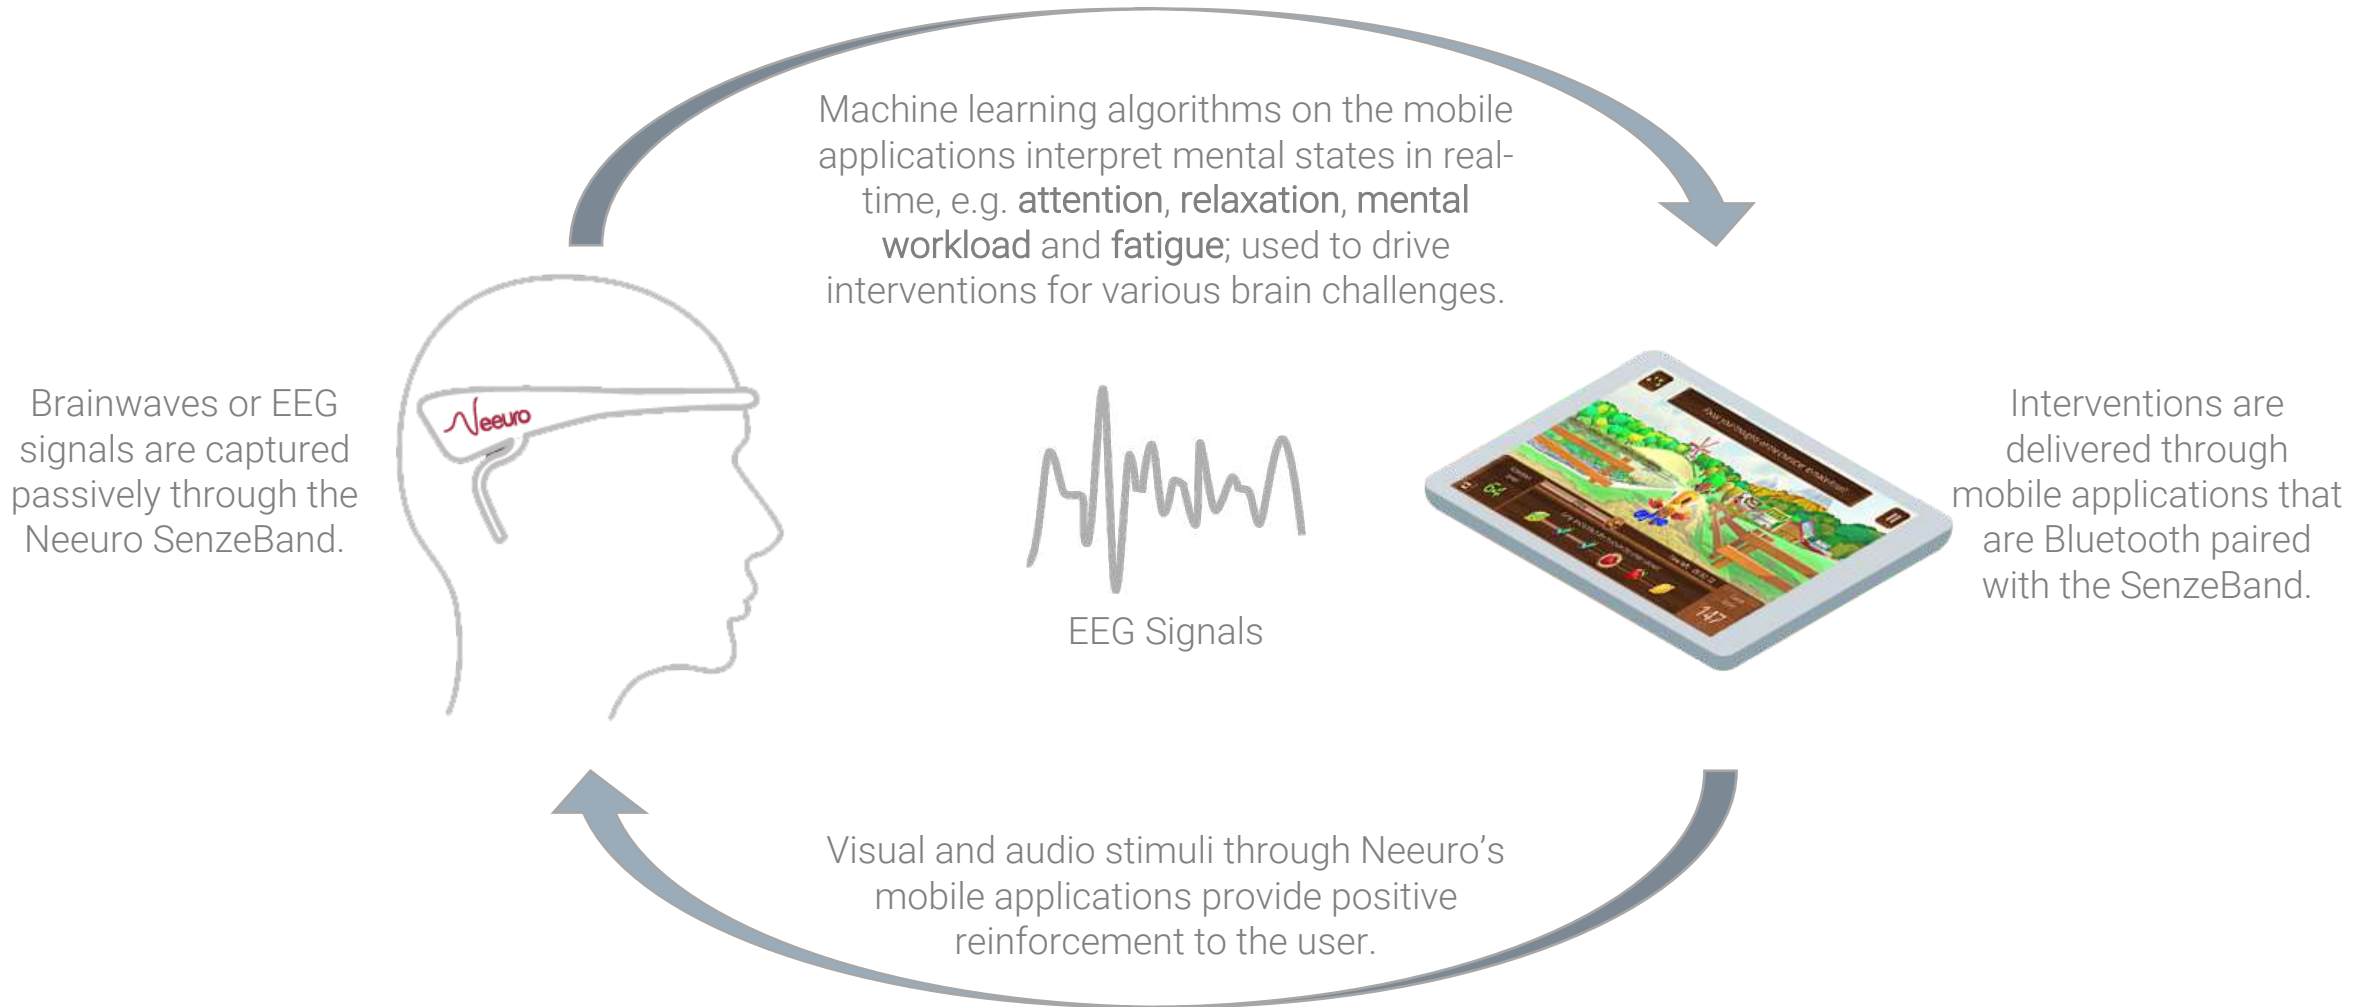 Machine learning algorithms on the mobile
applications interpret mental states in real-
time, e.g. attention, relaxation, mental
workload and fatigue; used to drive
interventions for various brain challenges.
Brainwaves or EEG
signals are captured
passively through the
Neeuro SenzeBand.
Neeuro
EEG Signals
64
147
Interventions are
delivered through
mobile applications that
are Bluetooth paired
with the SenzeBand.
Visual and audio stimuli through Neeuro’s
mobile applications provide positive
reinforcement to the user.